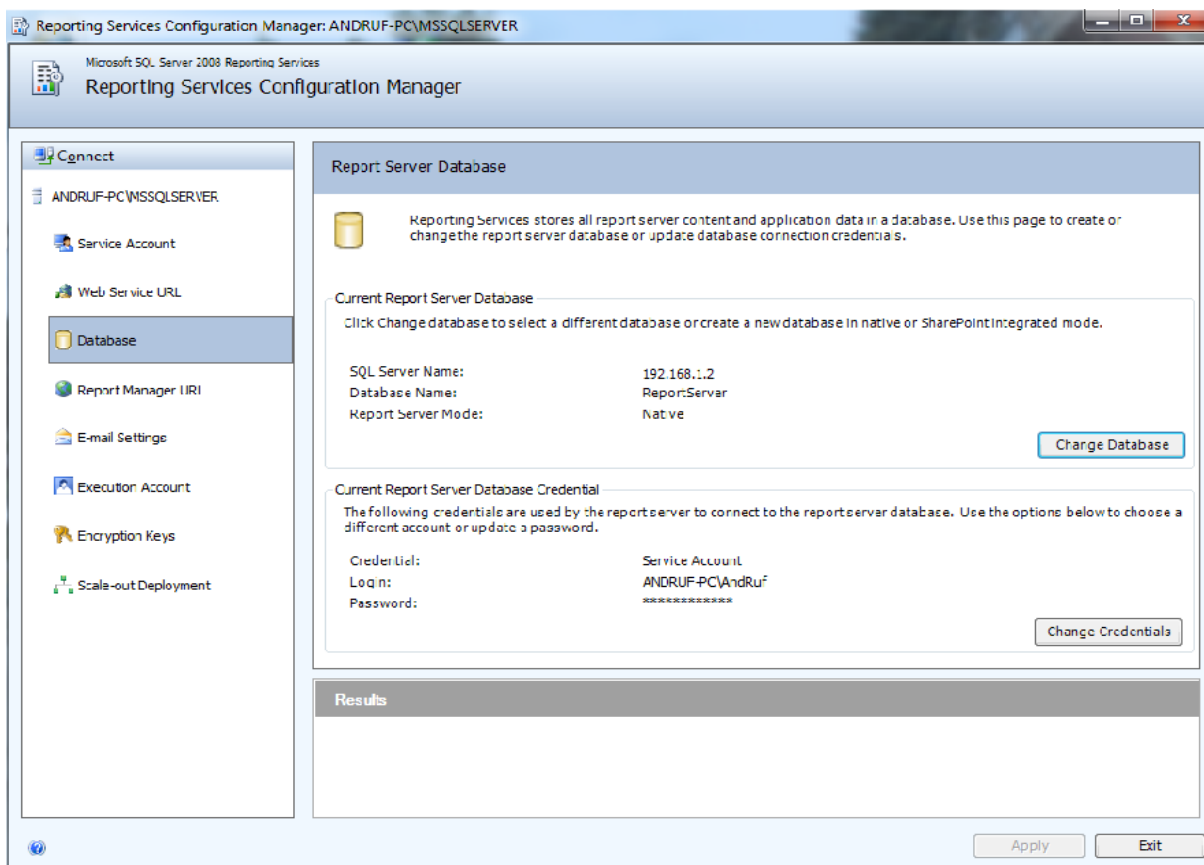 Reporting Services Configuration Manager: ANDRUF-PC\MSSQLSERVER
Microsoft SQL Server 2008 Reporting Services
Reporting Services Configuration Manager
Connect
ANDRUF-PC\MSSQLSERVER
Service Account
Web Service URL
Database
Report Manager URL
E-mail Settings
Execution Account
Encryption Keys
Scale-out Deployment
Report Server Database
Reporting Services stores all report server content and application data in a database. Use this page to create or
change the report server database or update database connection credentials.
Current Report Server Database
Click Change database to select a different database or create a new database in native or SharePoint integrated mode.
SQL Server Name: 192.168.1.2
Database Name: ReportServer
Report Server Mode: Native
Change Database
Current Report Server Database Credential
The following credentials are used by the report server to connect to the report server database. Use the options below to choose a
different account or update a password.
Credential: Service Account
Login: ANDRUF-PC\AndRuf
Password: ************
Change Credentials
Results
Apply
Exit